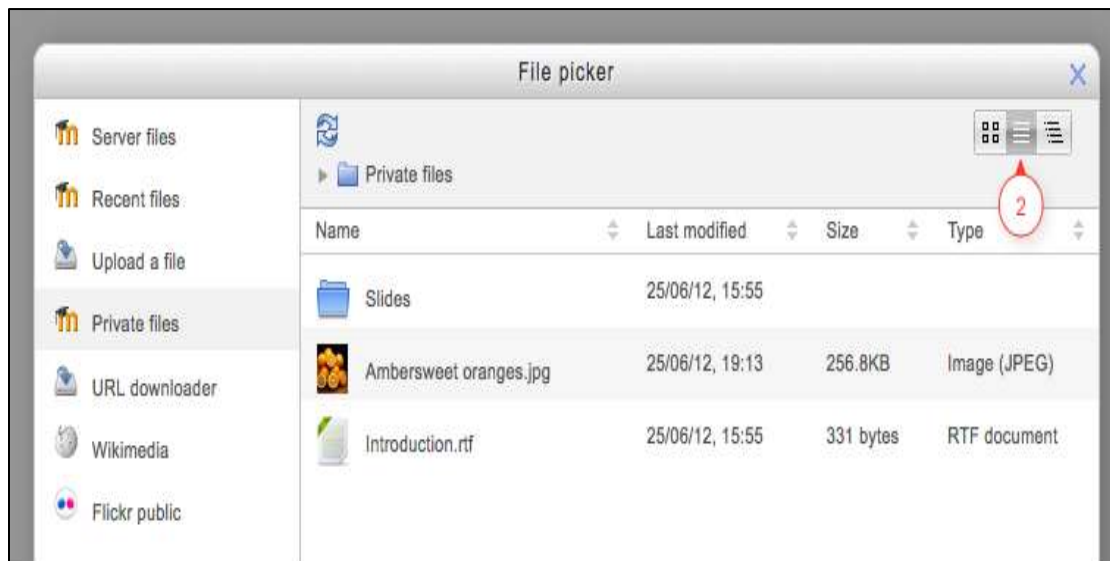 File picker
X
Server files
Recent files
Upload a file
Private files
URL downloader
Wikimedia
Flickr public
Private files
2
Name Last modified Size Type
Slides 25/06/12, 15:55
Ambersweet oranges.jpg 25/06/12, 19:13 256.8KB Image (JPEG)
Introduction.rtf 25/06/12, 15:55 331 bytes RTF document